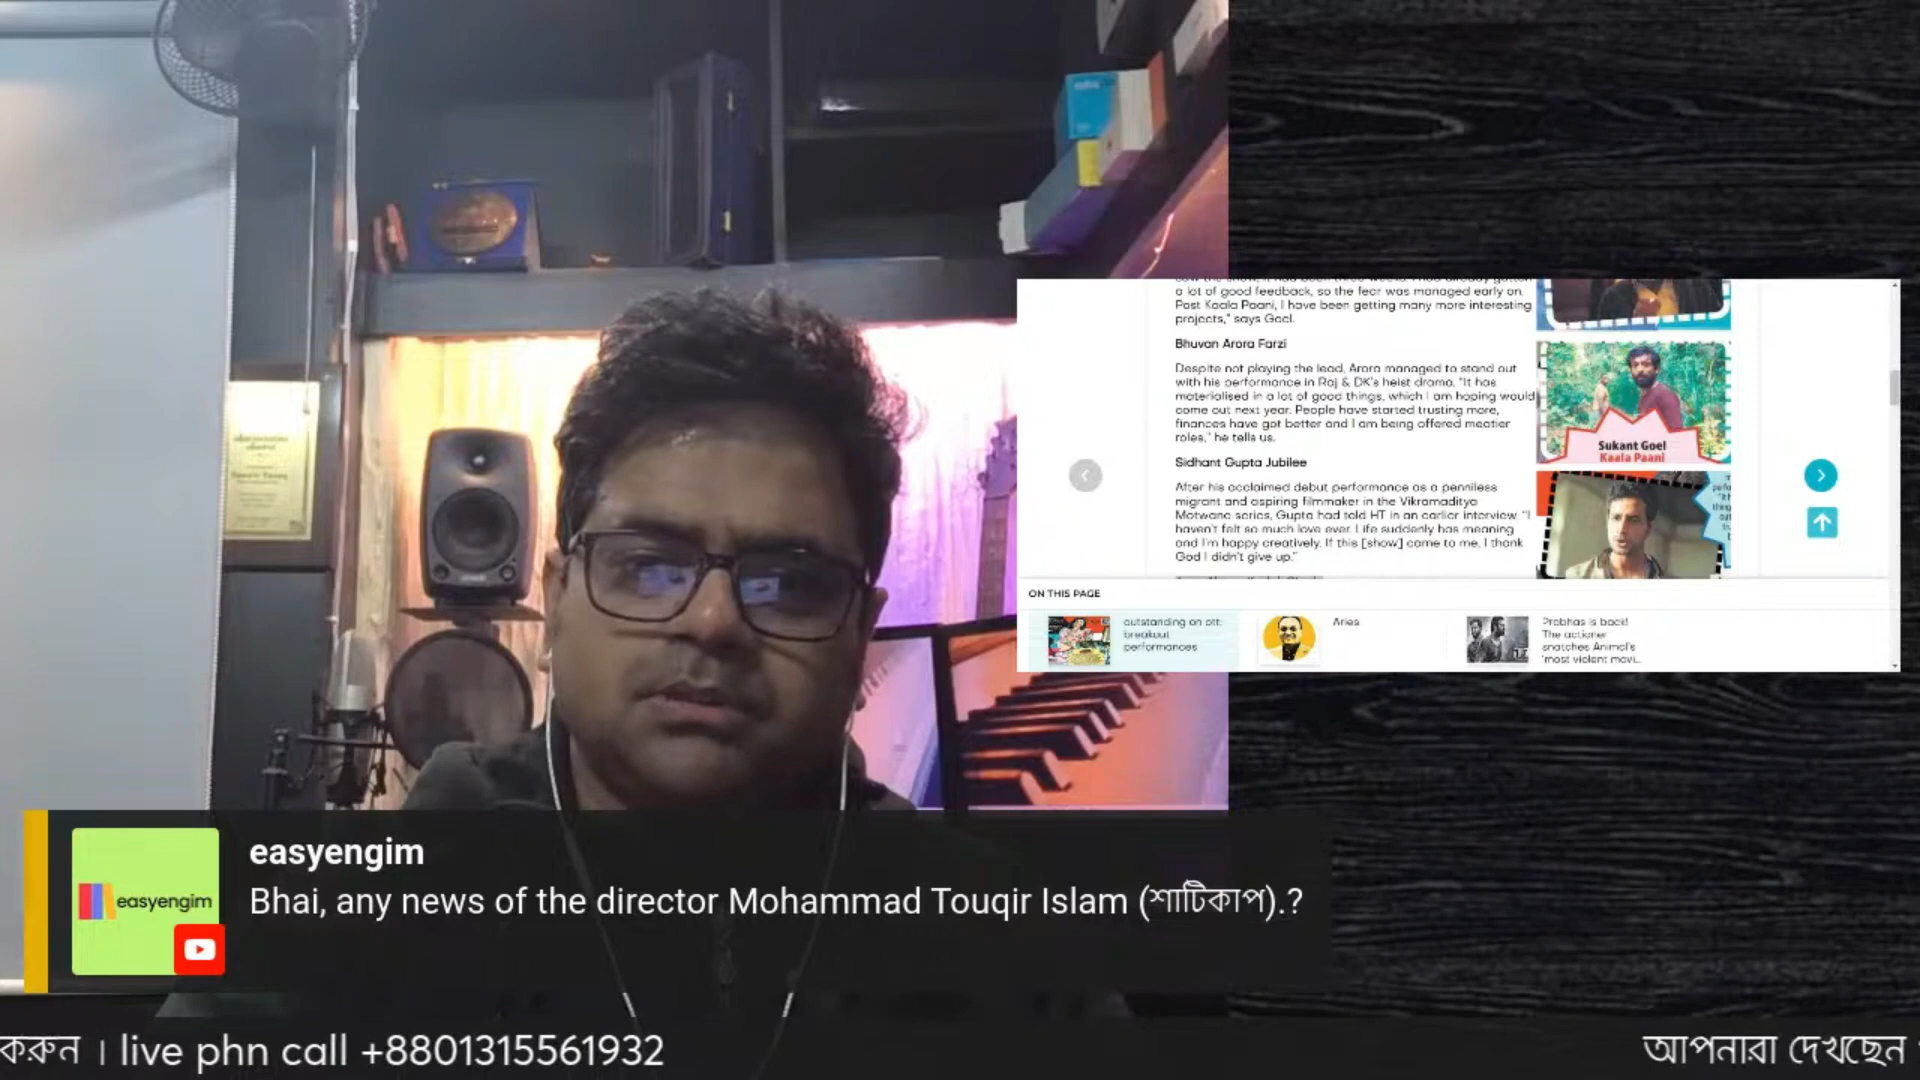 a lot of good feedback, so the fear was managed early on.
Post Kaala Paani, I have been getting many more interesting
projects," says Goel.
Bhuvan Arora Farzi
Despite not playing the lead, Arora managed to stand out
with his performance in Raj & DK's heist drama. "It has
materialised in a lot of good things, which I am hoping would
come out next year. People have started trusting more,
finances have got better and I am being offered meatier
roles," he tells us.
Sidhant Gupta Jubilee
After his acclaimed debut performance as a penniless
migrant and aspiring filmmaker in the Vikramaditya
Motwane series, Gupta had told HT in an earlier interview, "I
haven't felt so much love ever. Life suddenly has meaning
and I'm happy creatively. If this [show] came to me, I thank
God I didn't give up."
Sukant Goel
Kaala Paani
ON THIS PAGE
outstanding on ott:
breakout
performances
Aries
Prabhas is back!
The actioner
snatches Animal's
'most violent movi...
easyengim
easyengim
Bhai, any news of the director Mohammad Touqir Islam (শাটিকাপ).?
করুন । live phn call +8801315561932
আপনারা দেখছেন